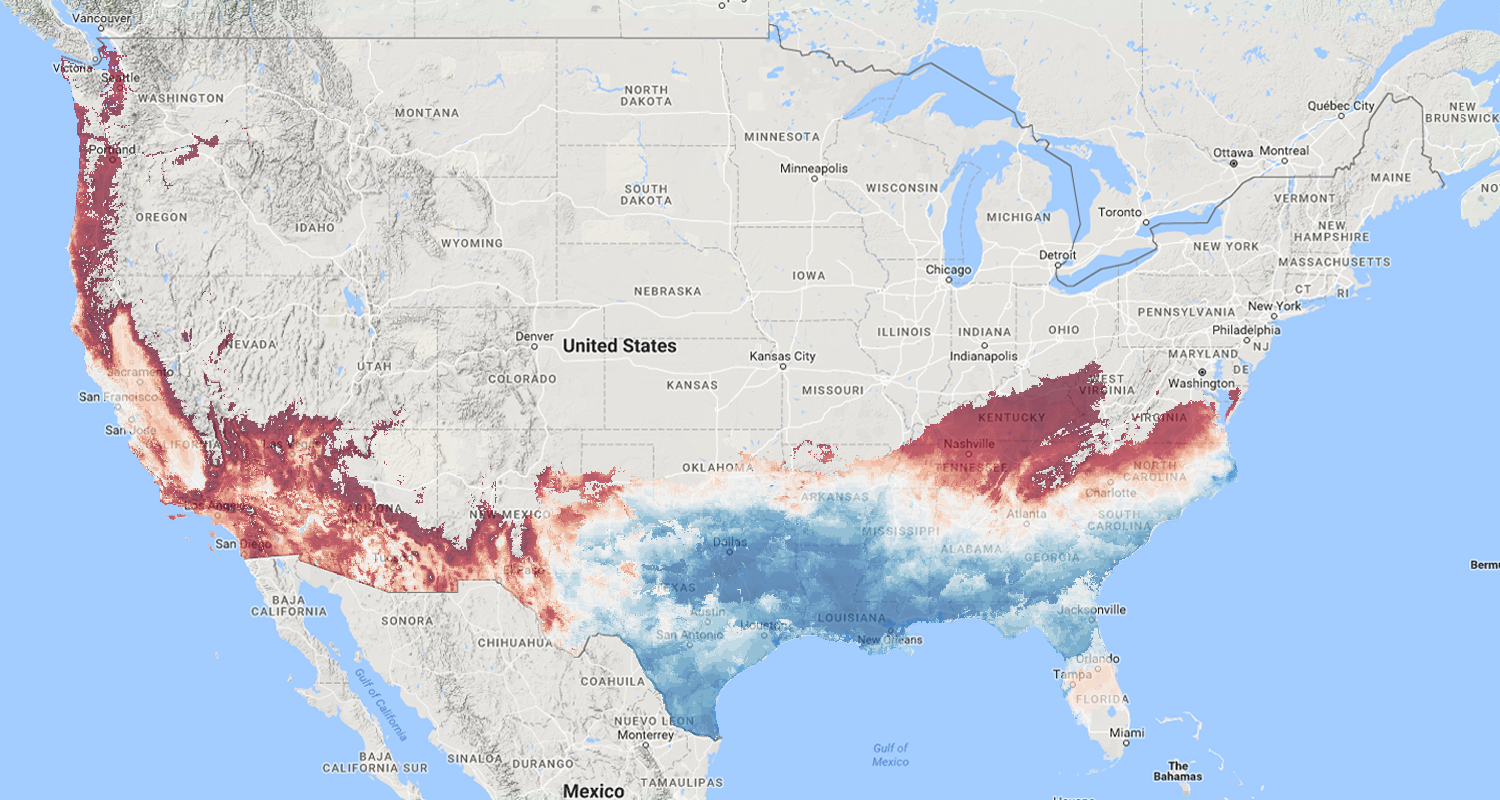 Vancouver
Victoria
Seattle
WASHINGTON
MONTANA
NORTH
DAKOTA
MINNESOTA
Québec City
NEW
BRUNSWICK
Portland
Minneapolis
Ottawa
Montreal
MAINE
OREGON
IDAHO
SOUTH
DAKOTA
WISCONSIN
MICHIGAN
Toronto
VERMONT
NEW
HAMPSHIRE
WYOMING
NEW YORK
MASSACHUSETTS
Detroit
Chicago
IOWA
NEBRASKA
CT
RI
New York
PENNSYLVANIA
Philadelphia
NJ
ILLINOIS
INDIANA
OHIO
Indianapolis
NEVADA
Denver
United States
Kansas City
MARYLAND
DE
UTAH
COLORADO
KANSAS
MISSOURI
Washington
WEST
VIRGINIA
Sacramento
San Francisco
San Jose
CALIFORNIA
Las Vegas
KENTUCKY
VIRGINIA
Nashville
TENNESSEE
OKLAHOMA
NORTH
CAROLINA
Charlotte
ARKANSAS
Los Angeles
ARIZONA
NEW MEXICO
Atlanta
SOUTH
CAROLINA
MISSISSIPPI
San Diego
Dallas
ALABAMA
GEORGIA
Tucson
El Paso
TEXAS
BAJA
CALIFORNIA
SONORA
Austin
Houston
LOUISIANA
Jacksonville
San Antonio
New Orleans
CHIHUAHUA
Orlando
Tampa
FLORIDA
COAHUILA
Gulf of California
NUEVO LEON
Monterrey
Miami
Gulf of
Mexico
BAJA
CALIFORNIA SUR
SINALOA
DURANGO
TAMAULIPAS
The
Bahamas
Mexico